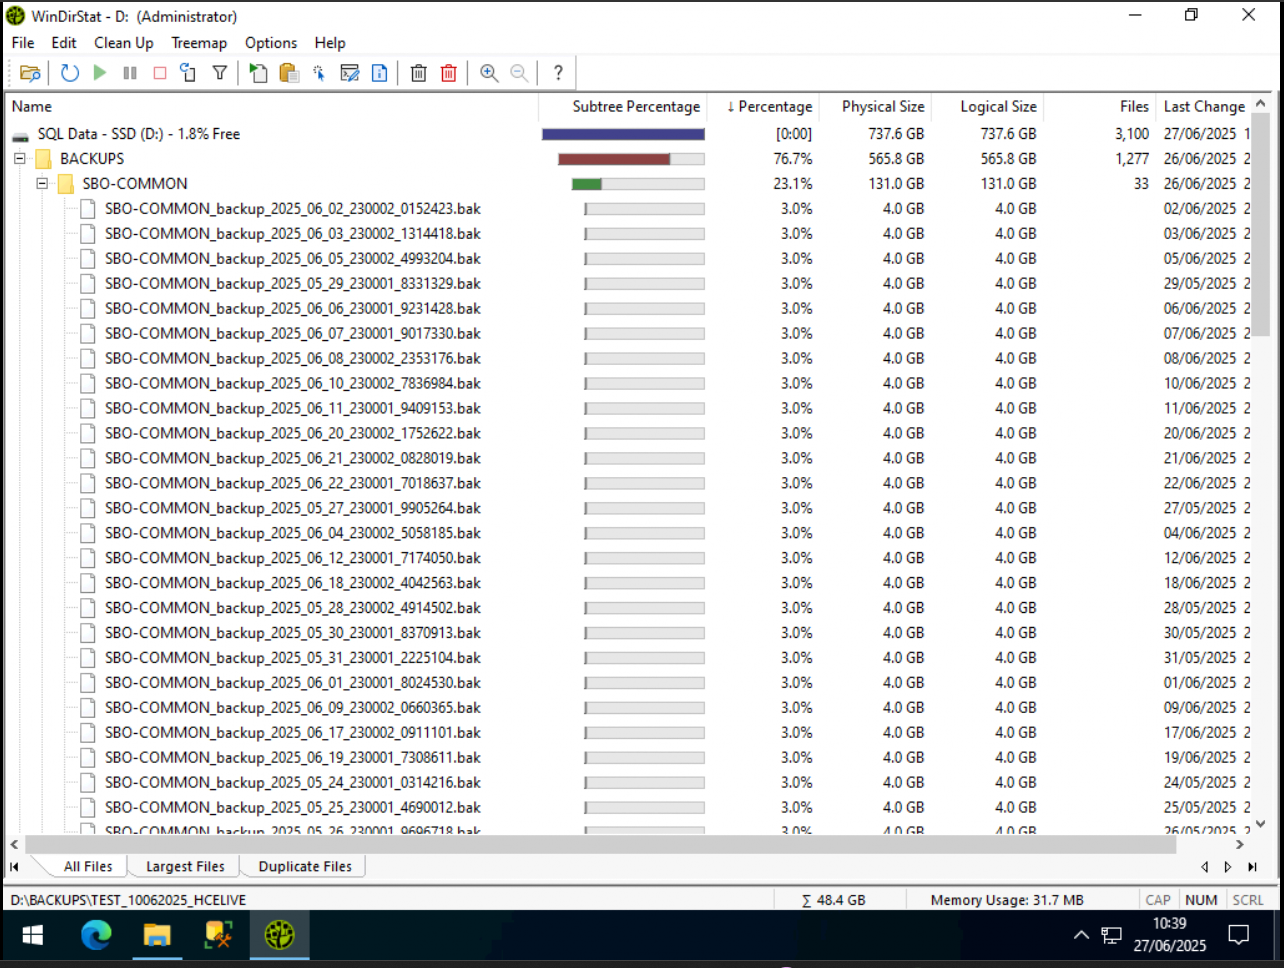 WinDirStat - D: (Administrator)
File Edit Clean Up Treemap Options Help
?
Name Subtree Percentage ↓ Percentage Physical Size Logical Size Files Last Change
SQL Data - SSD (D:) - 1.8% Free [0:00] 737.6 GB 737.6 GB 3,100 27/06/2025 1
BACKUPS 76.7% 565.8 GB 565.8 GB 1,277 26/06/2025 2
SBO-COMMON 23.1% 131.0 GB 131.0 GB 33 26/06/2025 2
SBO-COMMON_backup_2025_06_02_230002_0152423.bak 3.0% 4.0 GB 4.0 GB 02/06/2025 2
SBO-COMMON_backup_2025_06_03_230002_1314418.bak 3.0% 4.0 GB 4.0 GB 03/06/2025 2
SBO-COMMON_backup_2025_06_05_230002_4993204.bak 3.0% 4.0 GB 4.0 GB 05/06/2025 2
SBO-COMMON_backup_2025_05_29_230001_8331329.bak 3.0% 4.0 GB 4.0 GB 29/05/2025 2
SBO-COMMON_backup_2025_06_06_230001_9231428.bak 3.0% 4.0 GB 4.0 GB 06/06/2025 2
SBO-COMMON_backup_2025_06_07_230001_9017330.bak 3.0% 4.0 GB 4.0 GB 07/06/2025 2
SBO-COMMON_backup_2025_06_08_230002_2353176.bak 3.0% 4.0 GB 4.0 GB 08/06/2025 2
SBO-COMMON_backup_2025_06_10_230002_7836984.bak 3.0% 4.0 GB 4.0 GB 10/06/2025 2
SBO-COMMON_backup_2025_06_11_230001_9409153.bak 3.0% 4.0 GB 4.0 GB 11/06/2025 2
SBO-COMMON_backup_2025_06_20_230002_1752622.bak 3.0% 4.0 GB 4.0 GB 20/06/2025 2
SBO-COMMON_backup_2025_06_21_230002_0828019.bak 3.0% 4.0 GB 4.0 GB 21/06/2025 2
SBO-COMMON_backup_2025_06_22_230001_7018637.bak 3.0% 4.0 GB 4.0 GB 22/06/2025 2
SBO-COMMON_backup_2025_05_27_230001_9905264.bak 3.0% 4.0 GB 4.0 GB 27/05/2025 2
SBO-COMMON_backup_2025_06_04_230002_5058185.bak 3.0% 4.0 GB 4.0 GB 04/06/2025 2
SBO-COMMON_backup_2025_06_12_230001_7174050.bak 3.0% 4.0 GB 4.0 GB 12/06/2025 2
SBO-COMMON_backup_2025_06_18_230002_4042563.bak 3.0% 4.0 GB 4.0 GB 18/06/2025 2
SBO-COMMON_backup_2025_05_28_230002_4914502.bak 3.0% 4.0 GB 4.0 GB 28/05/2025 2
SBO-COMMON_backup_2025_05_30_230001_8370913.bak 3.0% 4.0 GB 4.0 GB 30/05/2025 2
SBO-COMMON_backup_2025_05_31_230001_2225104.bak 3.0% 4.0 GB 4.0 GB 31/05/2025 2
SBO-COMMON_backup_2025_06_01_230001_8024530.bak 3.0% 4.0 GB 4.0 GB 01/06/2025 2
SBO-COMMON_backup_2025_06_09_230002_0660365.bak 3.0% 4.0 GB 4.0 GB 09/06/2025 2
SBO-COMMON_backup_2025_06_17_230002_0911101.bak 3.0% 4.0 GB 4.0 GB 17/06/2025 2
SBO-COMMON_backup_2025_06_19_230001_7308611.bak 3.0% 4.0 GB 4.0 GB 19/06/2025 2
SBO-COMMON_backup_2025_05_24_230001_0314216.bak 3.0% 4.0 GB 4.0 GB 24/05/2025 2
SBO-COMMON_backup_2025_05_25_230001_4690012.bak 3.0% 4.0 GB 4.0 GB 25/05/2025 2
SBO-COMMON_backup_2025_05_26_230001_9696718.bak 3.0% 4.0 GB 4.0 GB 26/05/2025 2
All Files Largest Files Duplicate Files
D:\BACKUPS\TEST_10062025_HCELIVE ∑ 48.4 GB Memory Usage: 31.7 MB CAP NUM SCRL
10:39
27/06/2025